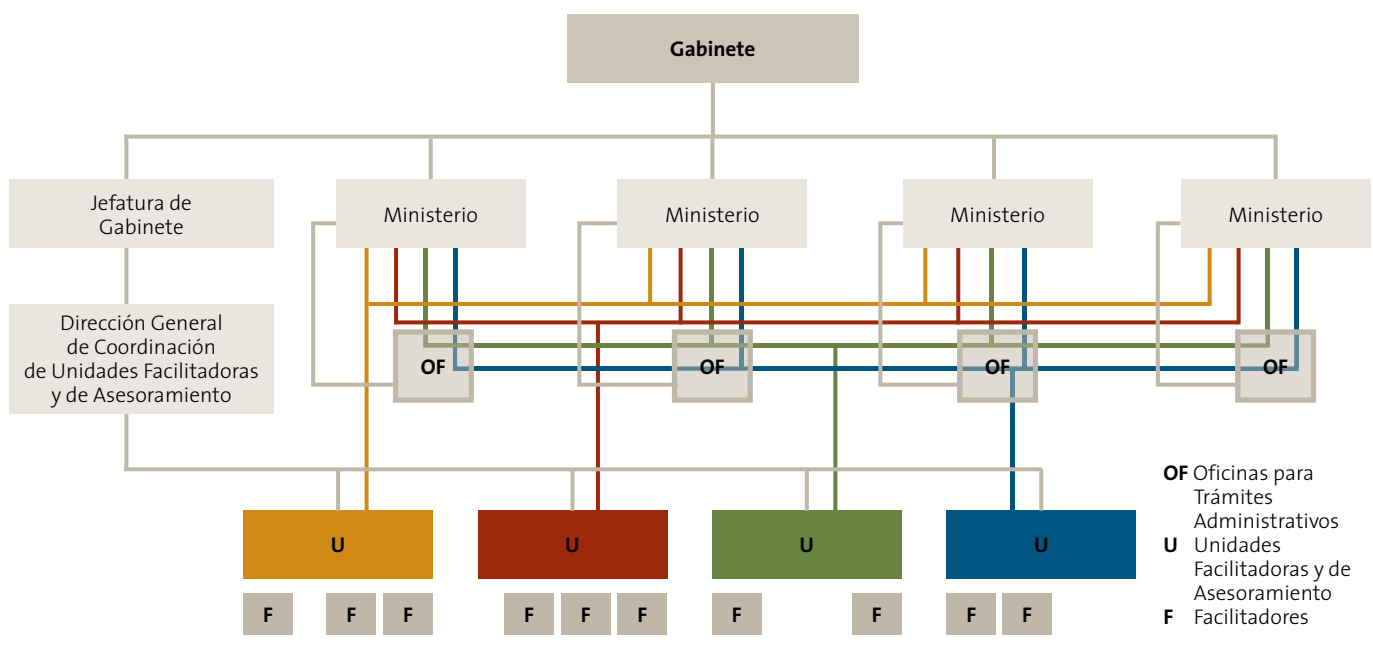 Gabinete
Jefatura de
Gabinete
Ministerio
Ministerio
Ministerio
Ministerio
Dirección General
de Coordinación
de Unidades Facilitadoras
y de Asesoramiento
OF
OF
OF
OF
U
U
U
U
F
F
F
F
F
F
F
F
F
F
OF Oficinas para
Trámites
Administrativos
U Unidades
Facilitadoras y de
Asesoramiento
F Facilitadores